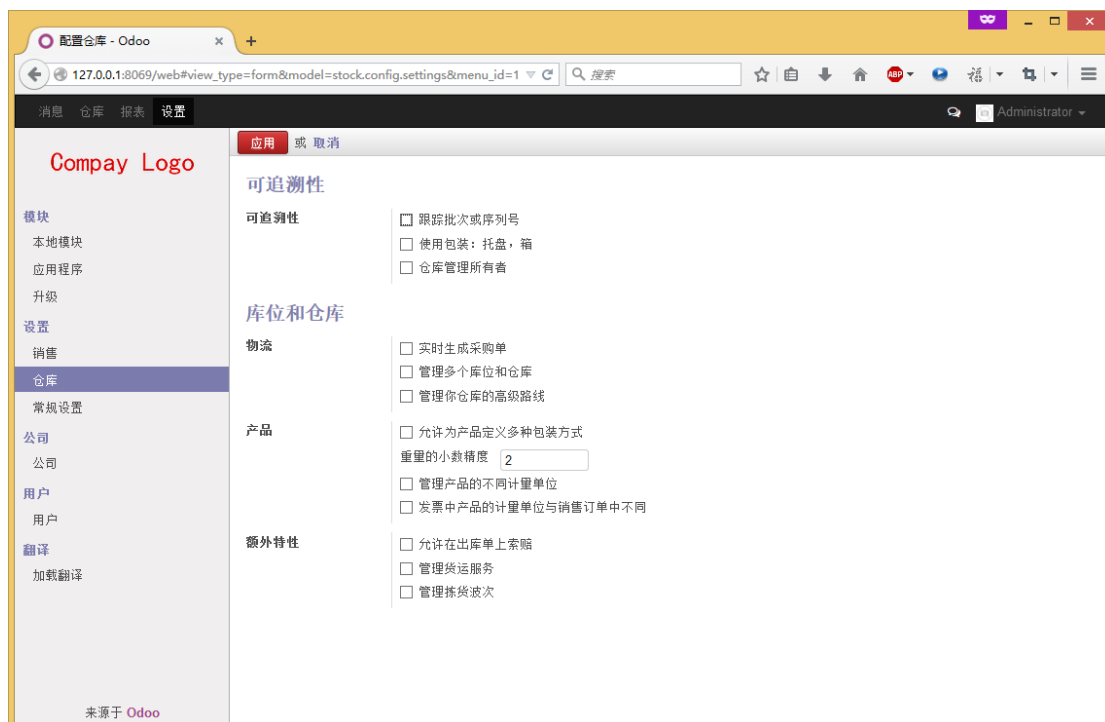 配置仓库 - Odoo
127.0.0.1:8069/web#view_type=form&model=stock.config.settings&menu_id=1
搜索
ABP
福
消息 仓库 报表 设置
Administrator
Compay Logo
应用 或 取消
可追溯性
模块
可追溯性
跟踪批次或序列号
本地模块
使用包装：托盘，箱
应用程序
仓库管理所有者
升级
库位和仓库
设置
物流
实时生成采购单
销售
管理多个库位和仓库
仓库
管理你仓库的高级路线
常规设置
产品
允许为产品定义多种包装方式
公司
重量的小数精度 2
公司
管理产品的不同计量单位
用户
发票中产品的计量单位与销售订单中不同
用户
额外特性
允许在出库单上索赔
翻译
管理货运服务
加载翻译
管理拣货波次
来源于 Odoo